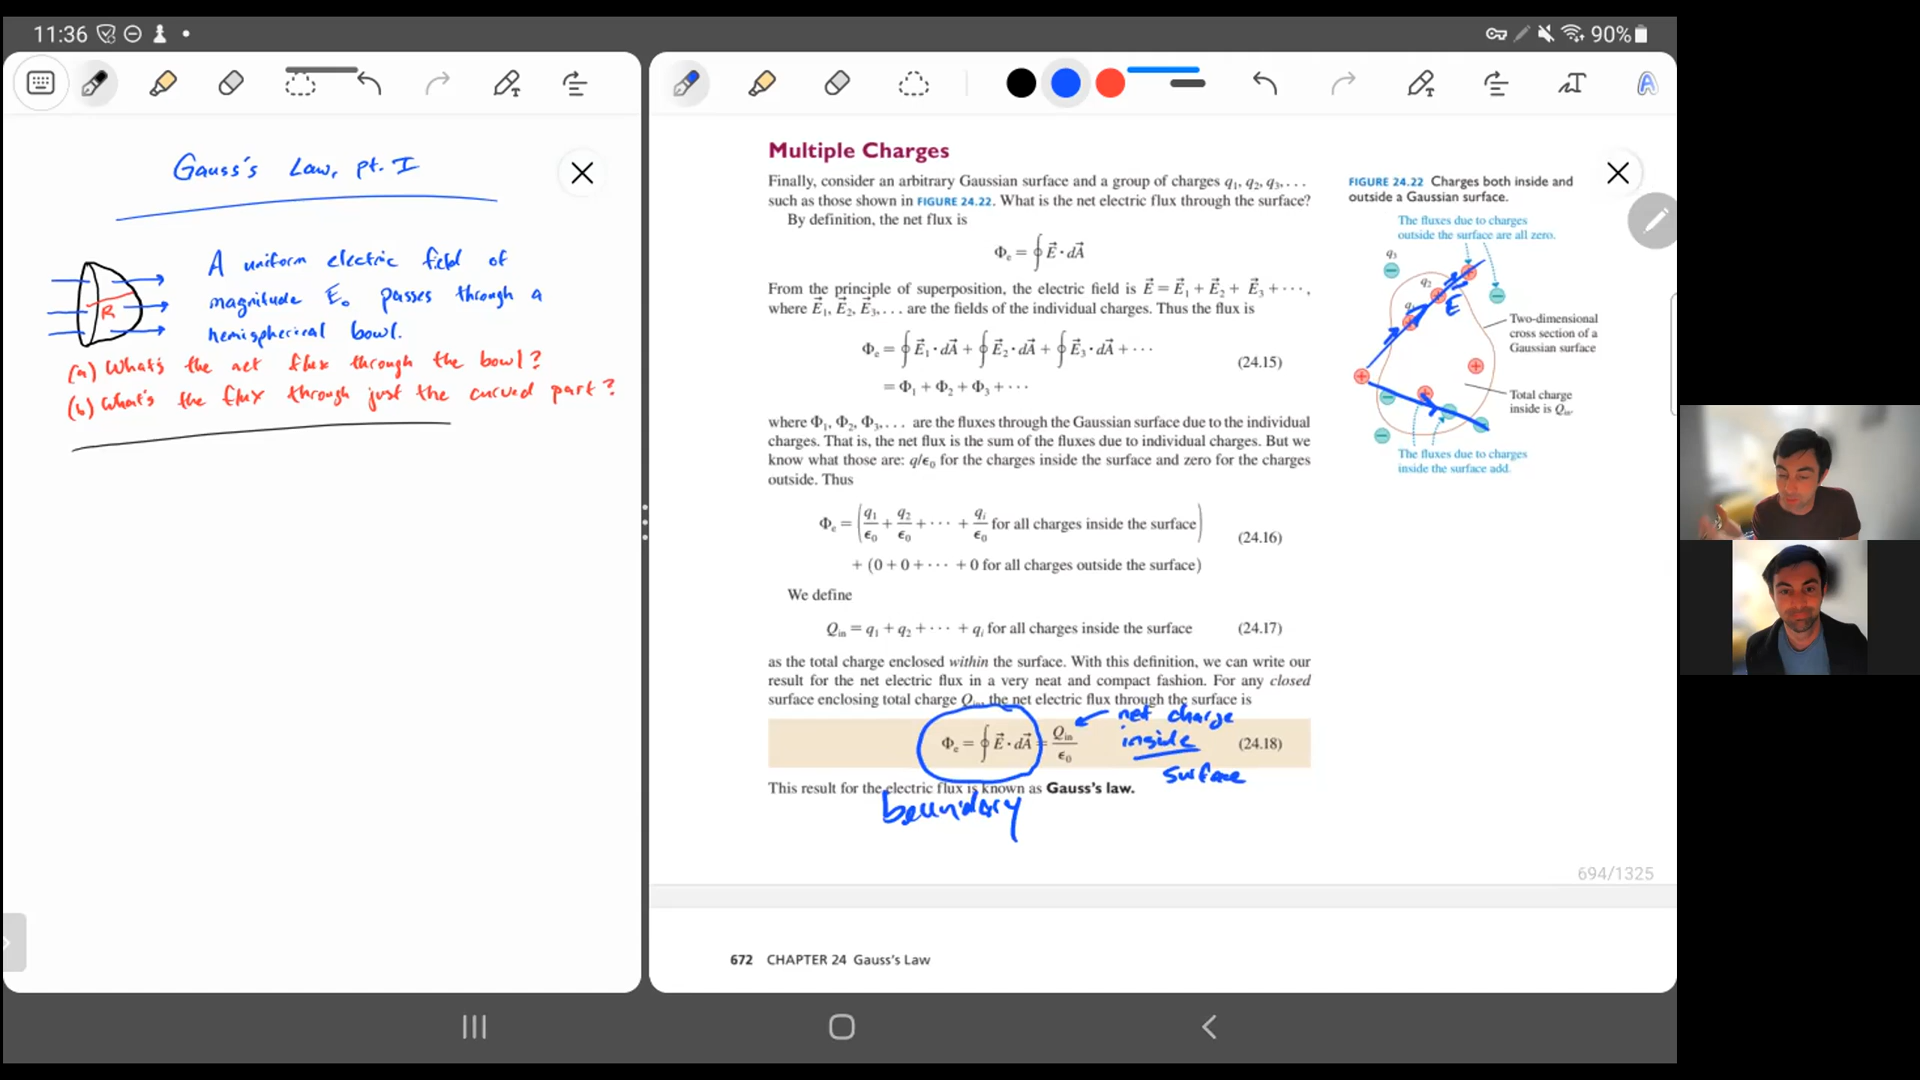 11:36
90%
Gauss's Law, pt. I
A uniform electric field of
magnitude E₀ passes through a
hemispherical bowl.
R
(a) What's the net flux through the bowl?
(b) What's the flux through just the curved part?
Multiple Charges
Finally, consider an arbitrary Gaussian surface and a group of charges q₁, q₂, q₃, . . .
such as those shown in FIGURE 24.22. What is the net electric flux through the surface?
By definition, the net flux is
Φₑ = ∮E⃗ · dA⃗
From the principle of superposition, the electric field is E⃗ = E⃗₁ + E⃗₂ + E⃗₃ + · · · ,
where E⃗₁, E⃗₂, E⃗₃, . . . are the fields of the individual charges. Thus the flux is
Φₑ = ∮E⃗₁ · dA⃗ + ∮E⃗₂ · dA⃗ + ∮E⃗₃ · dA⃗ + · · ·
(24.15)
= Φ₁ + Φ₂ + Φ₃ + · · ·
where Φ₁, Φ₂, Φ₃, . . . are the fluxes through the Gaussian surface due to the individual
charges. That is, the net flux is the sum of the fluxes due to individual charges. But we
know what those are: q/ϵ₀ for the charges inside the surface and zero for the charges
outside. Thus
Φₑ = (q₁/ϵ₀ + q₂/ϵ₀ + · · · + qᵢ/ϵ₀ for all charges inside the surface)
(24.16)
+ (0 + 0 + · · · + 0 for all charges outside the surface)
We define
Qᵢₙ = q₁ + q₂ + · · · + qᵢ for all charges inside the surface (24.17)
as the total charge enclosed within the surface. With this definition, we can write our
result for the net electric flux in a very neat and compact fashion. For any closed
surface enclosing total charge Qᵢₙ, the net electric flux through the surface is
Φₑ = ∮E⃗ · dA⃗ = Qᵢₙ/ϵ₀ (24.18)
net charge
inside
surface
This result for the electric flux is known as Gauss's law.
boundary
FIGURE 24.22 Charges both inside and
outside a Gaussian surface.
The fluxes due to charges
outside the surface are all zero.
q₃
q₂
E
Two-dimensional
cross section of a
Gaussian surface
Total charge
inside is Qᵢₙ.
The fluxes due to charges
inside the surface add.
694/1325
672 CHAPTER 24 Gauss's Law